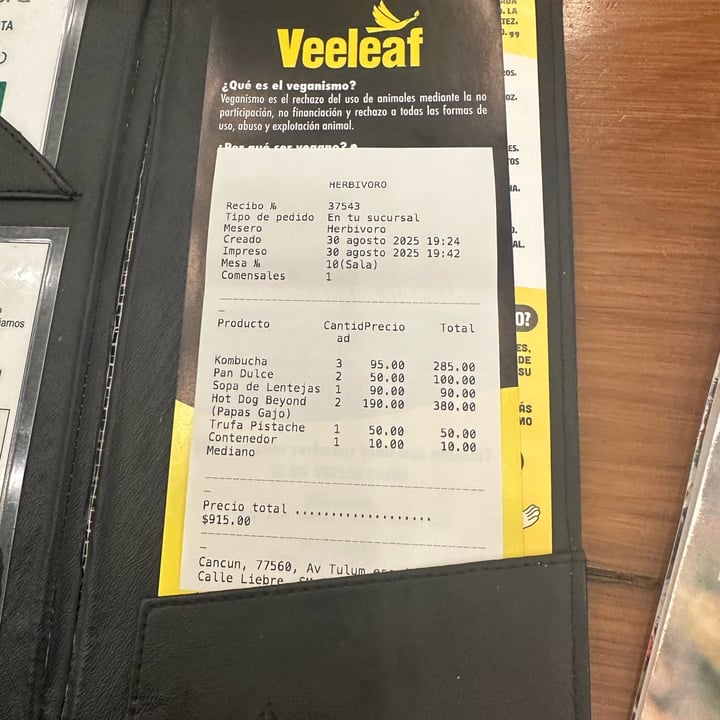 Veeleaf
¿Qué es el veganismo?
Veganismo es el rechazo del uso de animales mediante la no
participación, no financiación y rechazo a todas las formas de
uso, abuso y explotación animal.
¿Por qué ser vegano?
HERBIVORO
Recibo № 37543
Tipo de pedido En tu sucursal
Mesero Herbivoro
Creado 30 agosto 2025 19:24
Impreso 30 agosto 2025 19:42
Mesa № 10(Sala)
Comensales 1
Producto CantidPrecio Total
ad
Kombucha 3 95.00 285.00
Pan Dulce 2 50.00 100.00
Sopa de Lentejas 1 90.00 90.00
Hot Dog Beyond 2 190.00 380.00
(Papas Gajo)
Trufa Pistache 1 50.00 50.00
Contenedor 1 10.00 10.00
Mediano
Precio total ...................
$915.00
Cancun, 77560, Av Tulum
Calle Liebre,